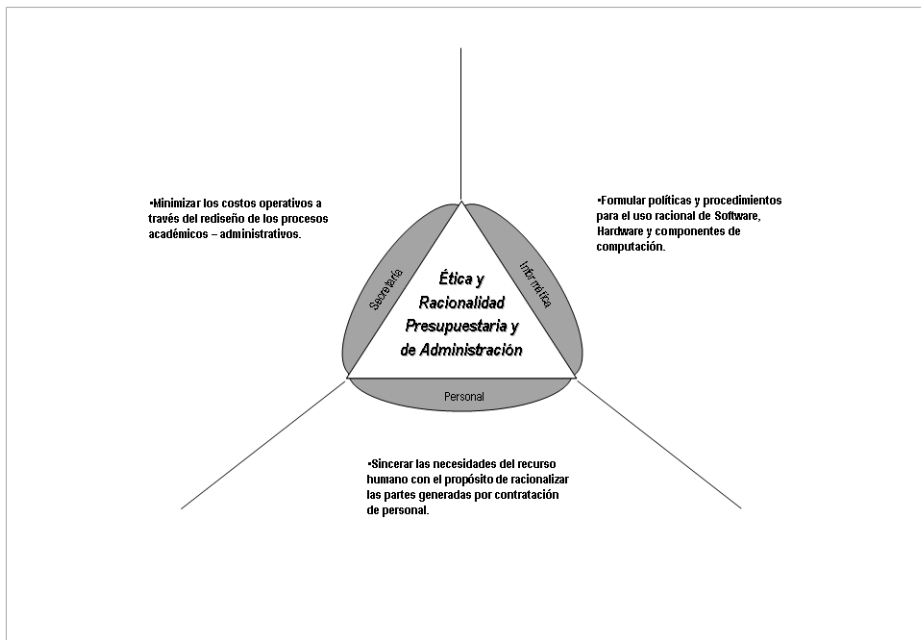 •Minimizar los costos operativos a
través del rediseño de los procesos
académicos – administrativos.
•Formular políticas y procedimientos
para el uso racional de Software,
Hardware y componentes de
computación.
Secretaría
Informática
Ética y
Racionalidad
Presupuestaria y
de Administración
Personal
•Sincerar las necesidades del recurso
humano con el propósito de racionalizar
las partes generadas por contratación
de personal.